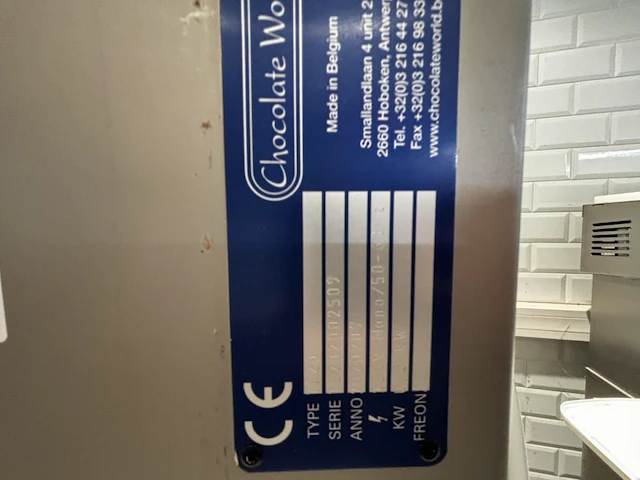 Chocolate Wo
Made in Belgium
Smallandlaan 4 unit 2
2660 Hoboken, Antwer
Tel. +32(0)3 216 44 27
Fax +32(0)3 216 98 33
www.chocolateworld.b
TYPE
SERIE
ANNO
KW
FREON
CE